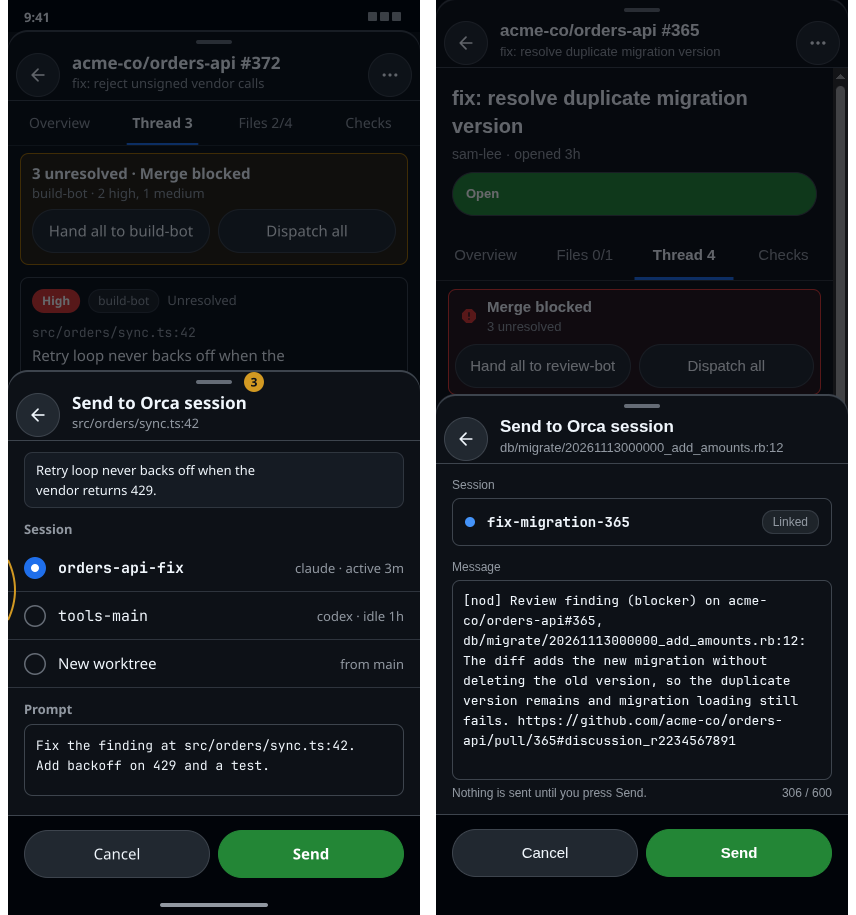 9:41
acme-co/orders-api #372
fix: reject unsigned vendor calls
Overview
Thread 3
Files 2/4
Checks
3 unresolved · Merge blocked
build-bot · 2 high, 1 medium
Hand all to build-bot
Dispatch all
High
build-bot
Unresolved
src/orders/sync.ts:42
Retry loop never backs off when the
3
Send to Orca session
src/orders/sync.ts:42
Retry loop never backs off when the
vendor returns 429.
Session
orders-api-fix
claude · active 3m
tools-main
codex · idle 1h
New worktree
from main
Prompt
Fix the finding at src/orders/sync.ts:42.
Add backoff on 429 and a test.
Cancel
Send
acme-co/orders-api #365
fix: resolve duplicate migration version
fix: resolve duplicate migration
version
sam-lee · opened 3h
Open
Overview
Files 0/1
Thread 4
Checks
Merge blocked
3 unresolved
Hand all to review-bot
Dispatch all
Send to Orca session
db/migrate/20261113000000_add_amounts.rb:12
Session
fix-migration-365
Linked
Message
[nod] Review finding (blocker) on acme-
co/orders-api#365,
db/migrate/20261113000000_add_amounts.rb:12:
The diff adds the new migration without
deleting the old version, so the duplicate
version remains and migration loading still
fails. https://github.com/acme-co/orders-
api/pull/365#discussion_r2234567891
Nothing is sent until you press Send.
306 / 600
Cancel
Send